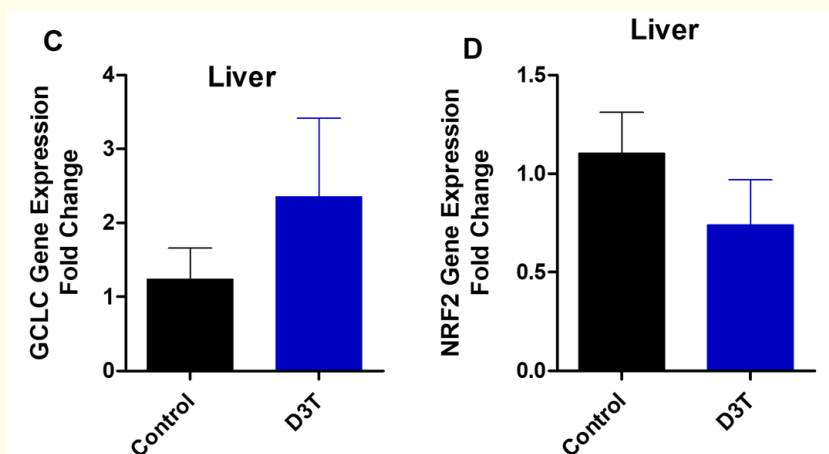 C
Liver
GCLC Gene Expression
Fold Change
4
3
2
1
0
Control
D3T
D
Liver
NRF2 Gene Expression
Fold Change
1.5
1.0
0.5
0.0
Control
D3T